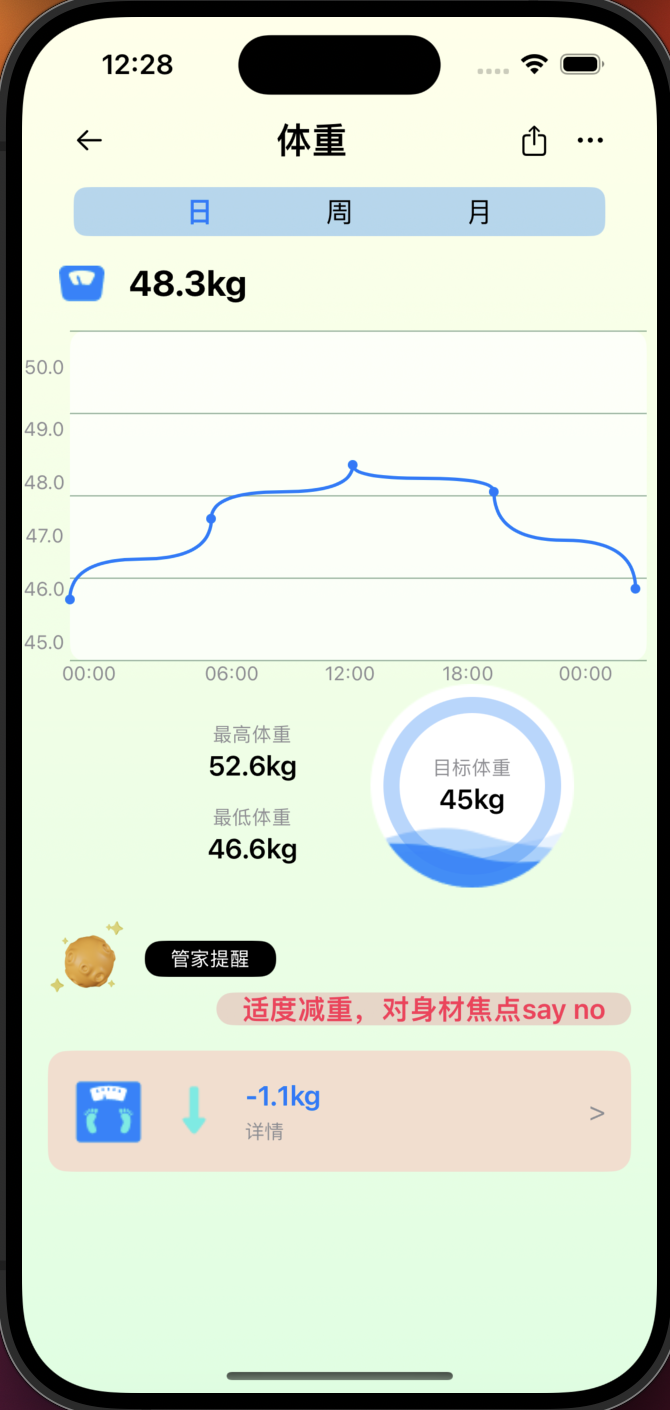 12:28
体重
日 周 月
48.3kg
50.0
49.0
48.0
47.0
46.0
45.0
00:00 06:00 12:00 18:00 00:00
最高体重
52.6kg
最低体重
46.6kg
目标体重
45kg
管家提醒
适度减重，对身材焦点say no
-1.1kg
详情
>